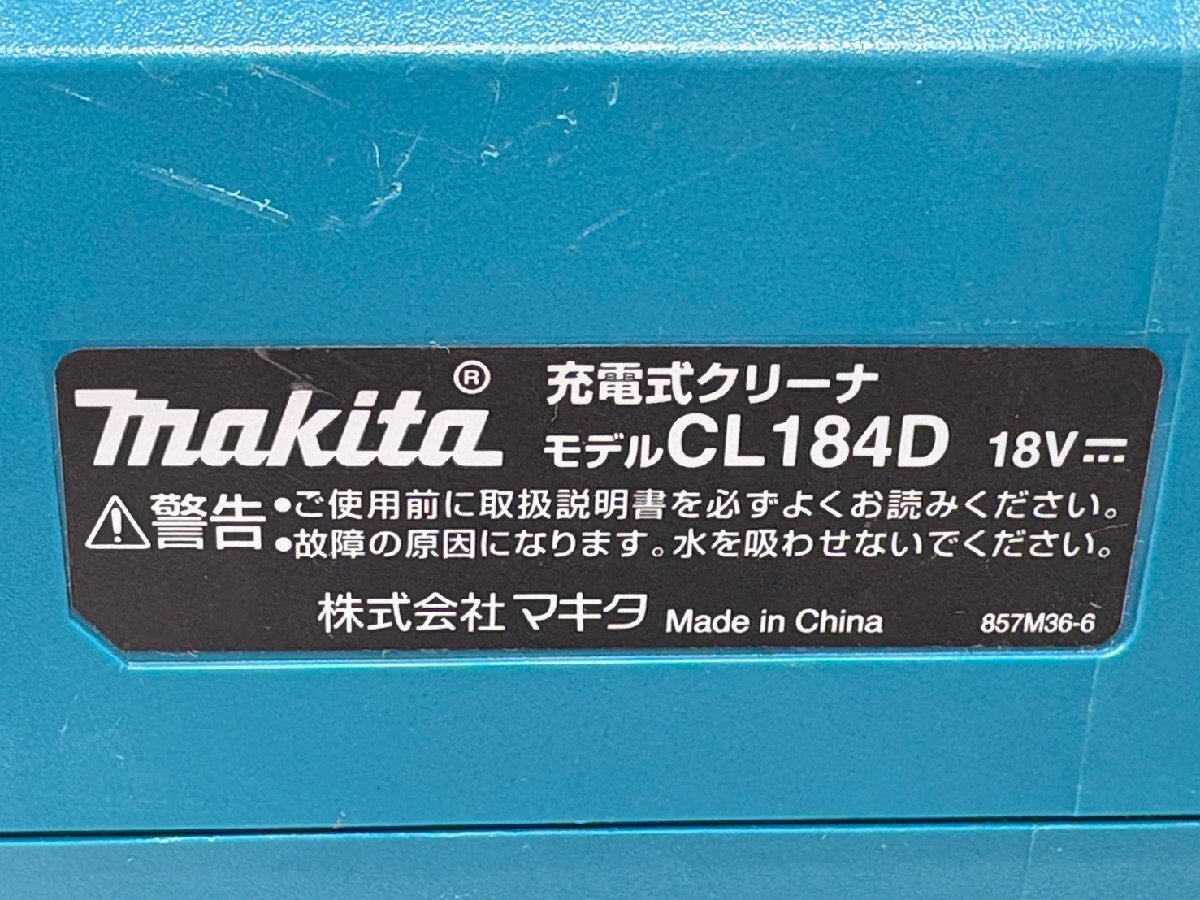 makita® 充電式クリーナ
モデルCL184D 18V⎓
⚠警告 •ご使用前に取扱説明書を必ずよくお読みください。
•故障の原因になります。水を吸わせないでください。
株式会社マキタ Made in China 857M36-6